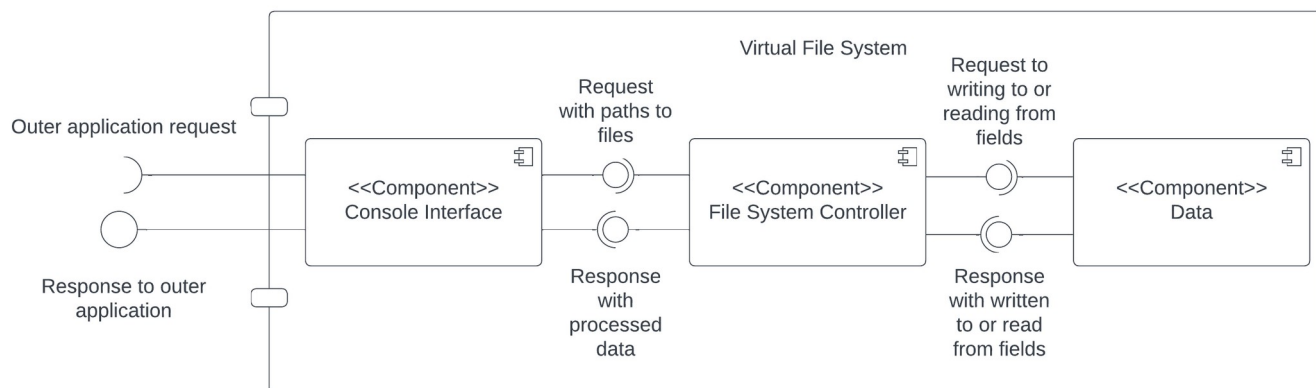 Virtual File System
Outer application request
Response to outer
application
<<Component>>
Console Interface
Request
with paths to
files
Response
with
processed
data
<<Component>>
File System Controller
Request to
writing to or
reading from
fields
Response
with written
to or read
from fields
<<Component>>
Data